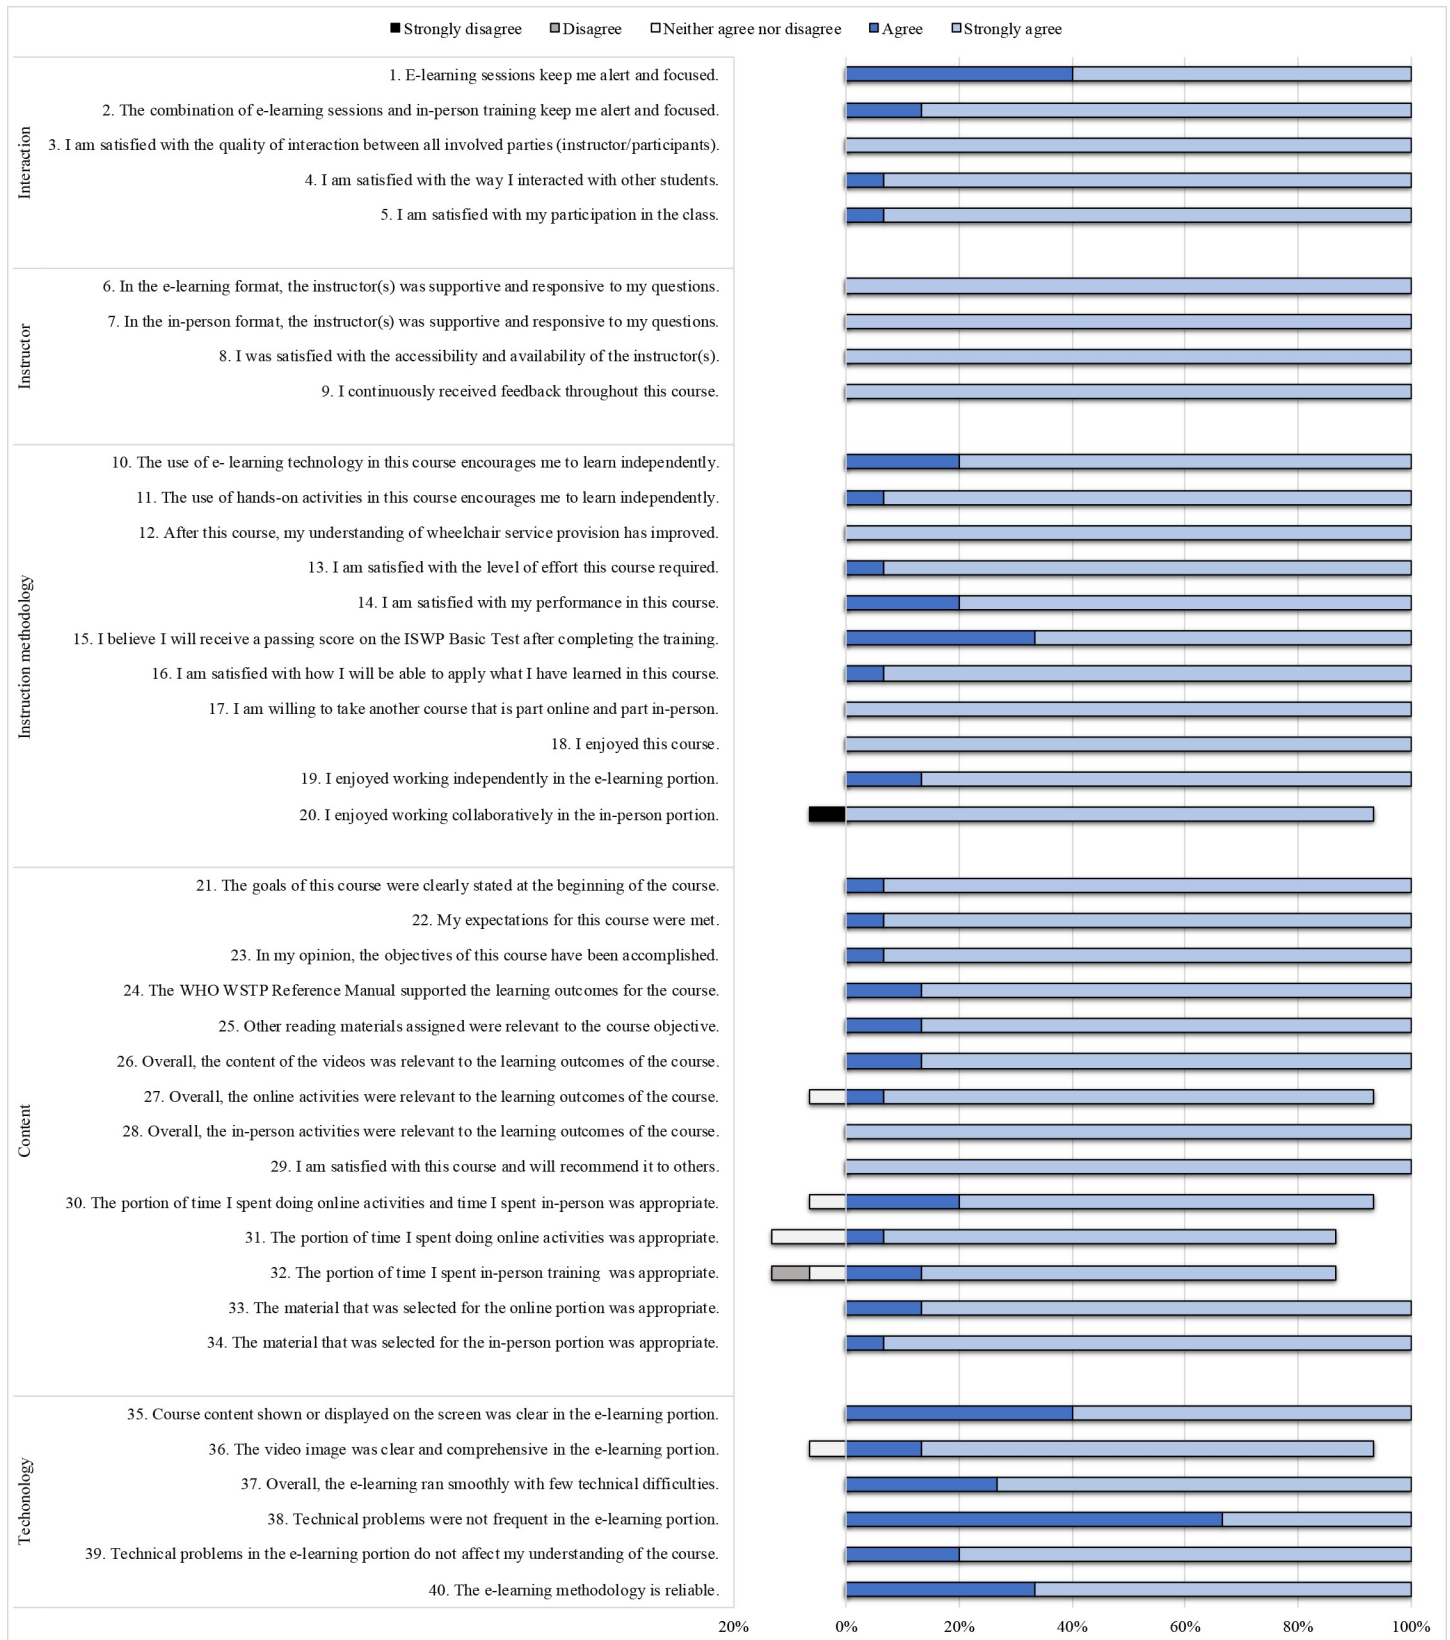 Strongly disagree Disagree Neither agree nor disagree Agree Strongly agree
Interaction
1. E-learning sessions keep me alert and focused.
2. The combination of e-learning sessions and in-person training keep me alert and focused.
3. I am satisfied with the quality of interaction between all involved parties (instructor/participants).
4. I am satisfied with the way I interacted with other students.
5. I am satisfied with my participation in the class.
Instructor
6. In the e-learning format, the instructor(s) was supportive and responsive to my questions.
7. In the in-person format, the instructor(s) was supportive and responsive to my questions.
8. I was satisfied with the accessibility and availability of the instructor(s).
9. I continuously received feedback throughout this course.
Instruction methodology
10. The use of e- learning technology in this course encourages me to learn independently.
11. The use of hands-on activities in this course encourages me to learn independently.
12. After this course, my understanding of wheelchair service provision has improved.
13. I am satisfied with the level of effort this course required.
14. I am satisfied with my performance in this course.
15. I believe I will receive a passing score on the ISWP Basic Test after completing the training.
16. I am satisfied with how I will be able to apply what I have learned in this course.
17. I am willing to take another course that is part online and part in-person.
18. I enjoyed this course.
19. I enjoyed working independently in the e-learning portion.
20. I enjoyed working collaboratively in the in-person portion.
Content
21. The goals of this course were clearly stated at the beginning of the course.
22. My expectations for this course were met.
23. In my opinion, the objectives of this course have been accomplished.
24. The WHO WSTP Reference Manual supported the learning outcomes for the course.
25. Other reading materials assigned were relevant to the course objective.
26. Overall, the content of the videos was relevant to the learning outcomes of the course.
27. Overall, the online activities were relevant to the learning outcomes of the course.
28. Overall, the in-person activities were relevant to the learning outcomes of the course.
29. I am satisfied with this course and will recommend it to others.
30. The portion of time I spent doing online activities and time I spent in-person was appropriate.
31. The portion of time I spent doing online activities was appropriate.
32. The portion of time I spent in-person training was appropriate.
33. The material that was selected for the online portion was appropriate.
34. The material that was selected for the in-person portion was appropriate.
Techonology
35. Course content shown or displayed on the screen was clear in the e-learning portion.
36. The video image was clear and comprehensive in the e-learning portion.
37. Overall, the e-learning ran smoothly with few technical difficulties.
38. Technical problems were not frequent in the e-learning portion.
39. Technical problems in the e-learning portion do not affect my understanding of the course.
40. The e-learning methodology is reliable.
20% 0% 20% 40% 60% 80% 100%